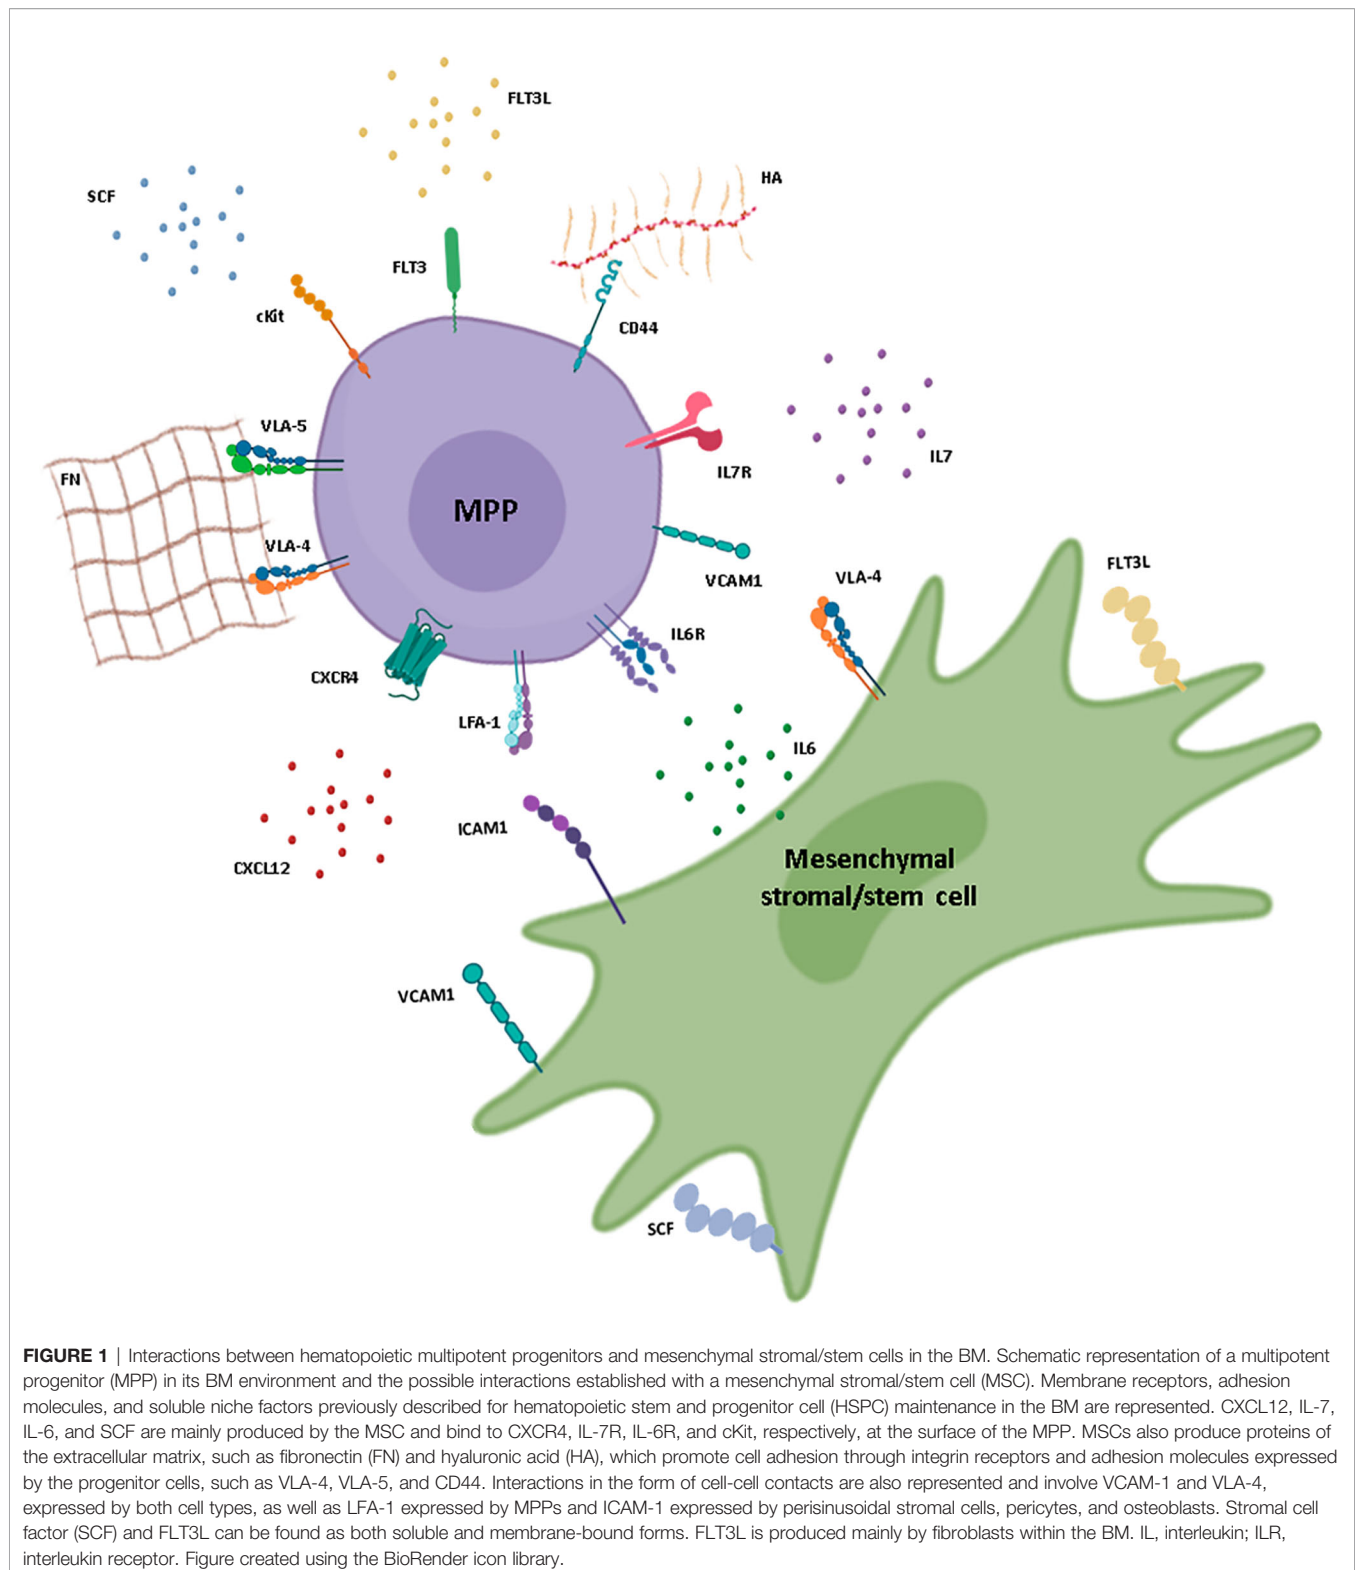 FLT3L
HA
SCF
FLT3
cKit
CD44
VLA-5
IL7R
IL7
FN
MPP
VLA-4
VCAM1
VLA-4
FLT3L
IL6R
CXCR4
LFA-1
IL6
ICAM1
CXCL12
Mesenchymal
stromal/stem cell
VCAM1
SCF
FIGURE 1 | Interactions between hematopoietic multipotent progenitors and mesenchymal stromal/stem cells in the BM. Schematic representation of a multipotent
progenitor (MPP) in its BM environment and the possible interactions established with a mesenchymal stromal/stem cell (MSC). Membrane receptors, adhesion
molecules, and soluble niche factors previously described for hematopoietic stem and progenitor cell (HSPC) maintenance in the BM are represented. CXCL12, IL-7,
IL-6, and SCF are mainly produced by the MSC and bind to CXCR4, IL-7R, IL-6R, and cKit, respectively, at the surface of the MPP. MSCs also produce proteins of
the extracellular matrix, such as fibronectin (FN) and hyaluronic acid (HA), which promote cell adhesion through integrin receptors and adhesion molecules expressed
by the progenitor cells, such as VLA-4, VLA-5, and CD44. Interactions in the form of cell-cell contacts are also represented and involve VCAM-1 and VLA-4,
expressed by both cell types, as well as LFA-1 expressed by MPPs and ICAM-1 expressed by perisinusoidal stromal cells, pericytes, and osteoblasts. Stromal cell
factor (SCF) and FLT3L can be found as both soluble and membrane-bound forms. FLT3L is produced mainly by fibroblasts within the BM. IL, interleukin; ILR,
interleukin receptor. Figure created using the BioRender icon library.